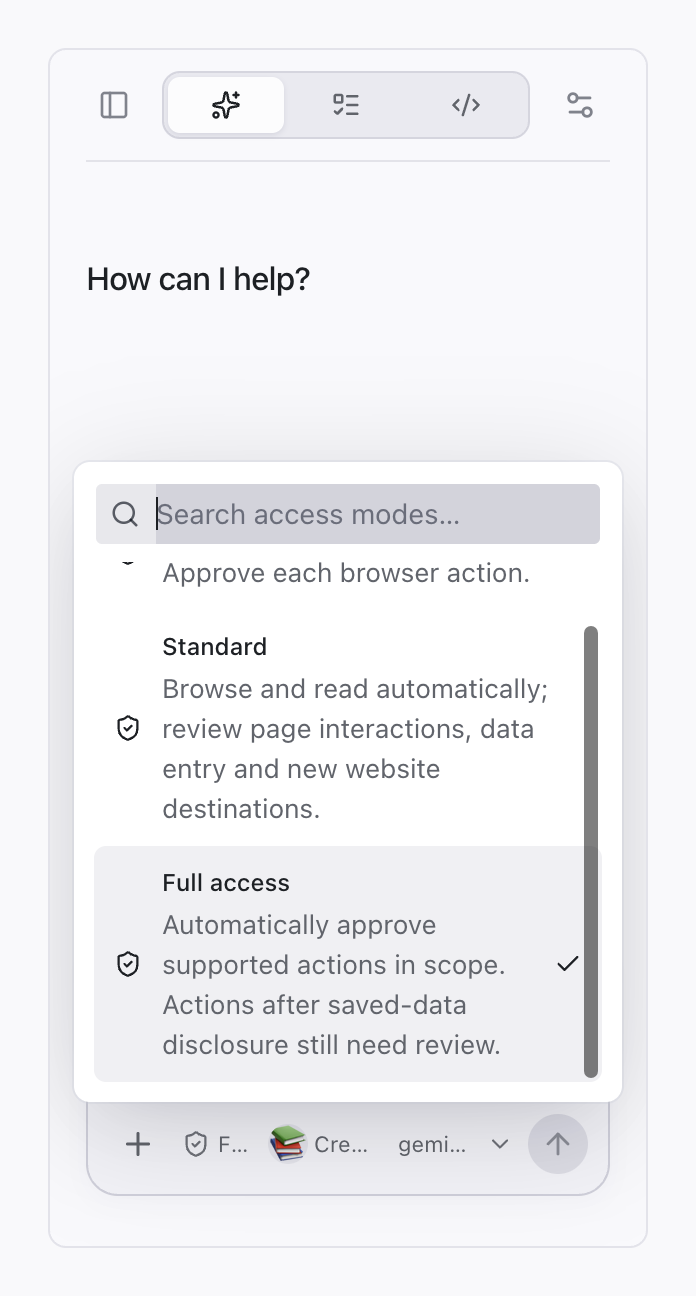 How can I help?
Search access modes...
Approve each browser action.
Standard
Browse and read automatically;
review page interactions, data
entry and new website
destinations.
Full access
Automatically approve
supported actions in scope.
Actions after saved-data
disclosure still need review.
F... Cre... gemi...